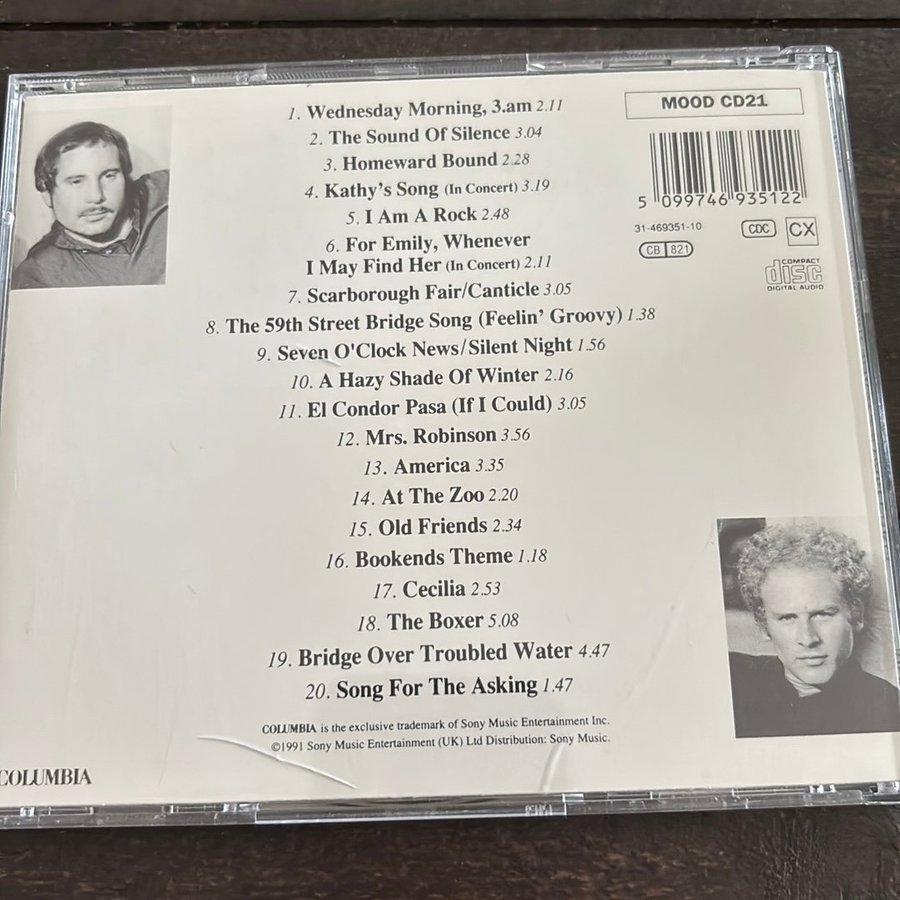 1. Wednesday Morning, 3.am 2.11
2. The Sound Of Silence 3.04
3. Homeward Bound 2.28
4. Kathy's Song (In Concert) 3.19
5. I Am A Rock 2.48
6. For Emily, Whenever
I May Find Her (In Concert) 2.11
7. Scarborough Fair/Canticle 3.05
8. The 59th Street Bridge Song (Feelin' Groovy) 1.38
9. Seven O'Clock News/Silent Night 1.56
10. A Hazy Shade Of Winter 2.16
11. El Condor Pasa (If I Could) 3.05
12. Mrs. Robinson 3.56
13. America 3.35
14. At The Zoo 2.20
15. Old Friends 2.34
16. Bookends Theme 1.18
17. Cecilia 2.53
18. The Boxer 5.08
19. Bridge Over Troubled Water 4.47
20. Song For The Asking 1.47
MOOD CD21
5 099746 935122
31-469351-10
CDC CX
CB 821
COMPACT
disc
DIGITAL AUDIO
COLUMBIA is the exclusive trademark of Sony Music Entertainment Inc.
©1991 Sony Music Entertainment (UK) Ltd Distribution: Sony Music.
COLUMBIA